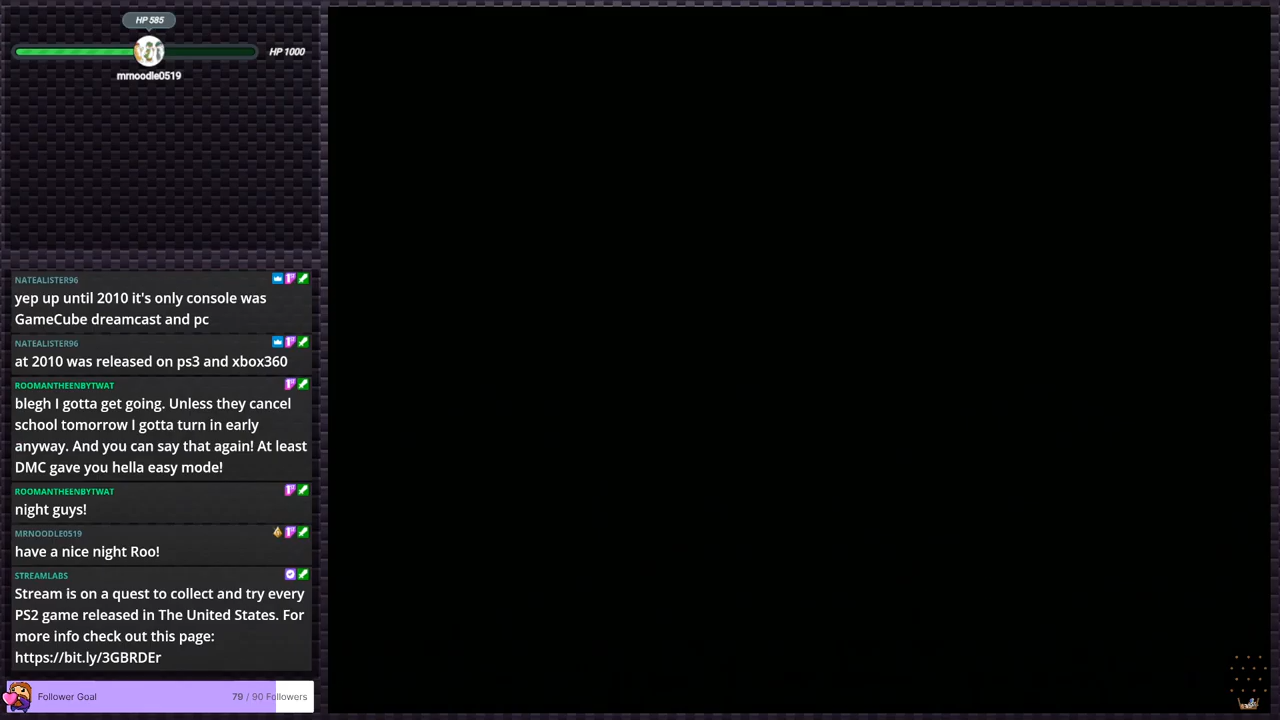 HP 585
HP 1000
mrnoodle0519
NATEALISTER96
yep up until 2010 it's only console was
GameCube dreamcast and pc
NATEALISTER96
at 2010 was released on ps3 and xbox360
ROOMANTHEENBYTWAT
blegh I gotta get going. Unless they cancel
school tomorrow I gotta turn in early
anyway. And you can say that again! At least
DMC gave you hella easy mode!
ROOMANTHEENBYTWAT
night guys!
MRNOODLE0519
have a nice night Roo!
STREAMLABS
Stream is on a quest to collect and try every
PS2 game released in The United States. For
more info check out this page:
https://bit.ly/3GBRDEr
Follower Goal
79 / 90 Followers